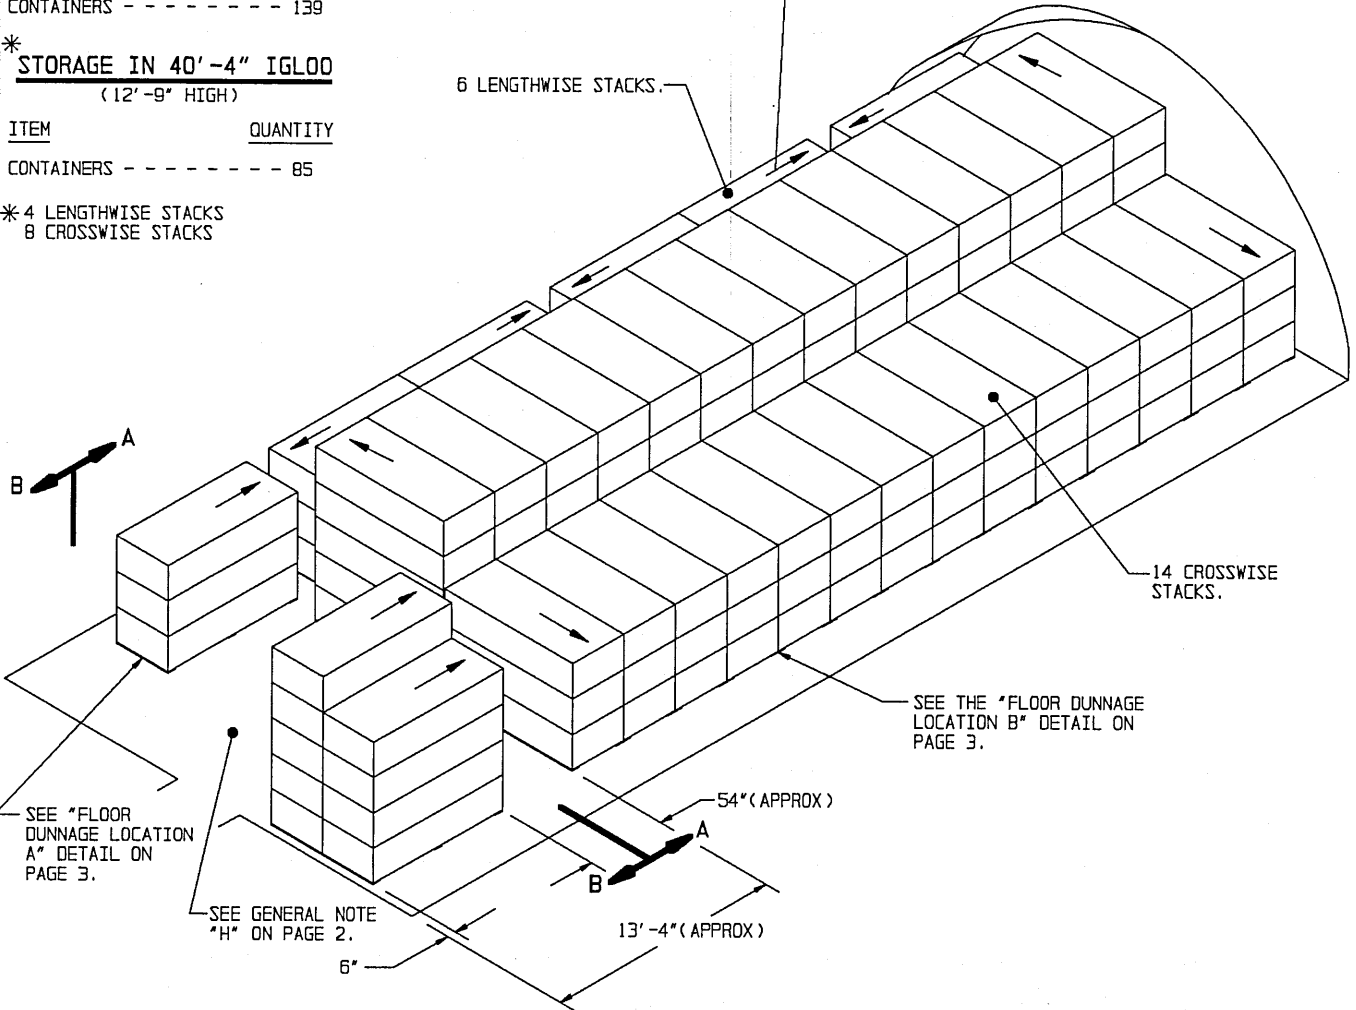 CONTAINERS - - - - - - - - 139
*
STORAGE IN 40'-4" IGLOO
(12'-9" HIGH)
ITEM QUANTITY
CONTAINERS - - - - - - - - 85
* 4 LENGTHWISE STACKS
8 CROSSWISE STACKS
6 LENGTHWISE STACKS.
A
B
14 CROSSWISE
STACKS.
SEE THE "FLOOR DUNNAGE
LOCATION B" DETAIL ON
PAGE 3.
54"(APPROX)
A
B
13'-4"(APPROX)
6"
SEE "FLOOR
DUNNAGE LOCATION
A" DETAIL ON
PAGE 3.
SEE GENERAL NOTE
"H" ON PAGE 2.